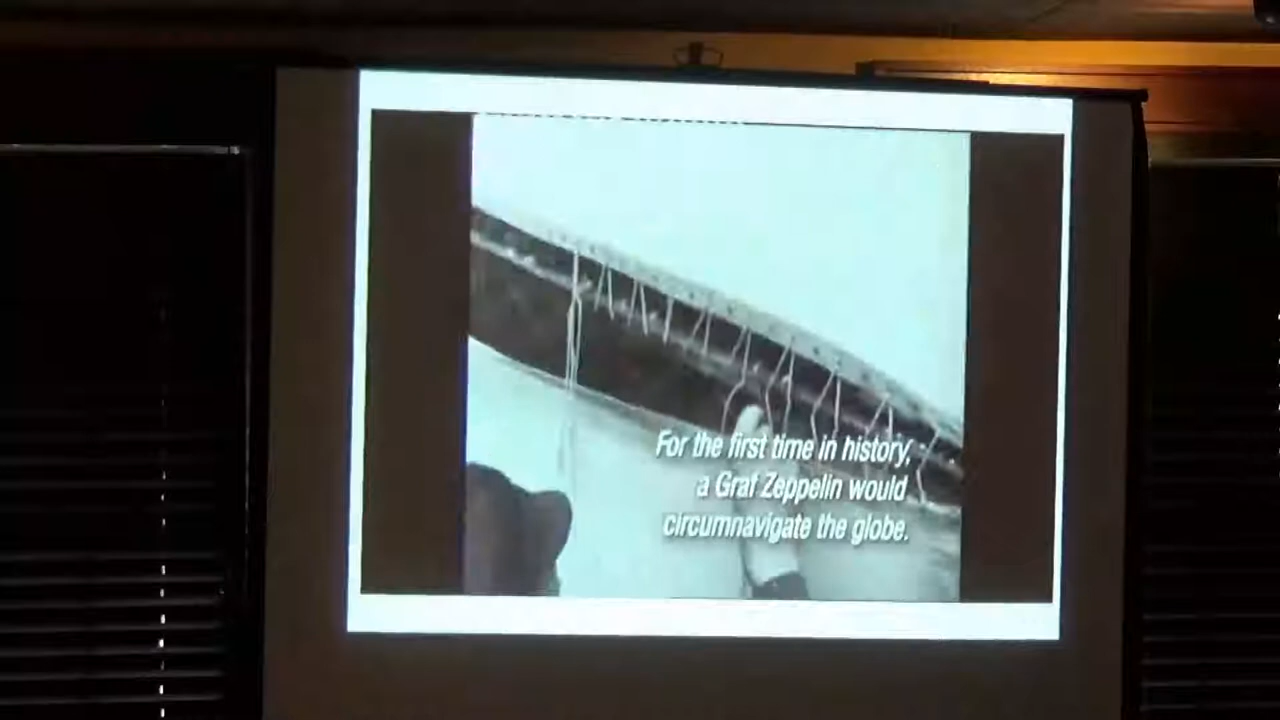 For the first time in history,
a Graf Zeppelin would
circumnavigate the globe.